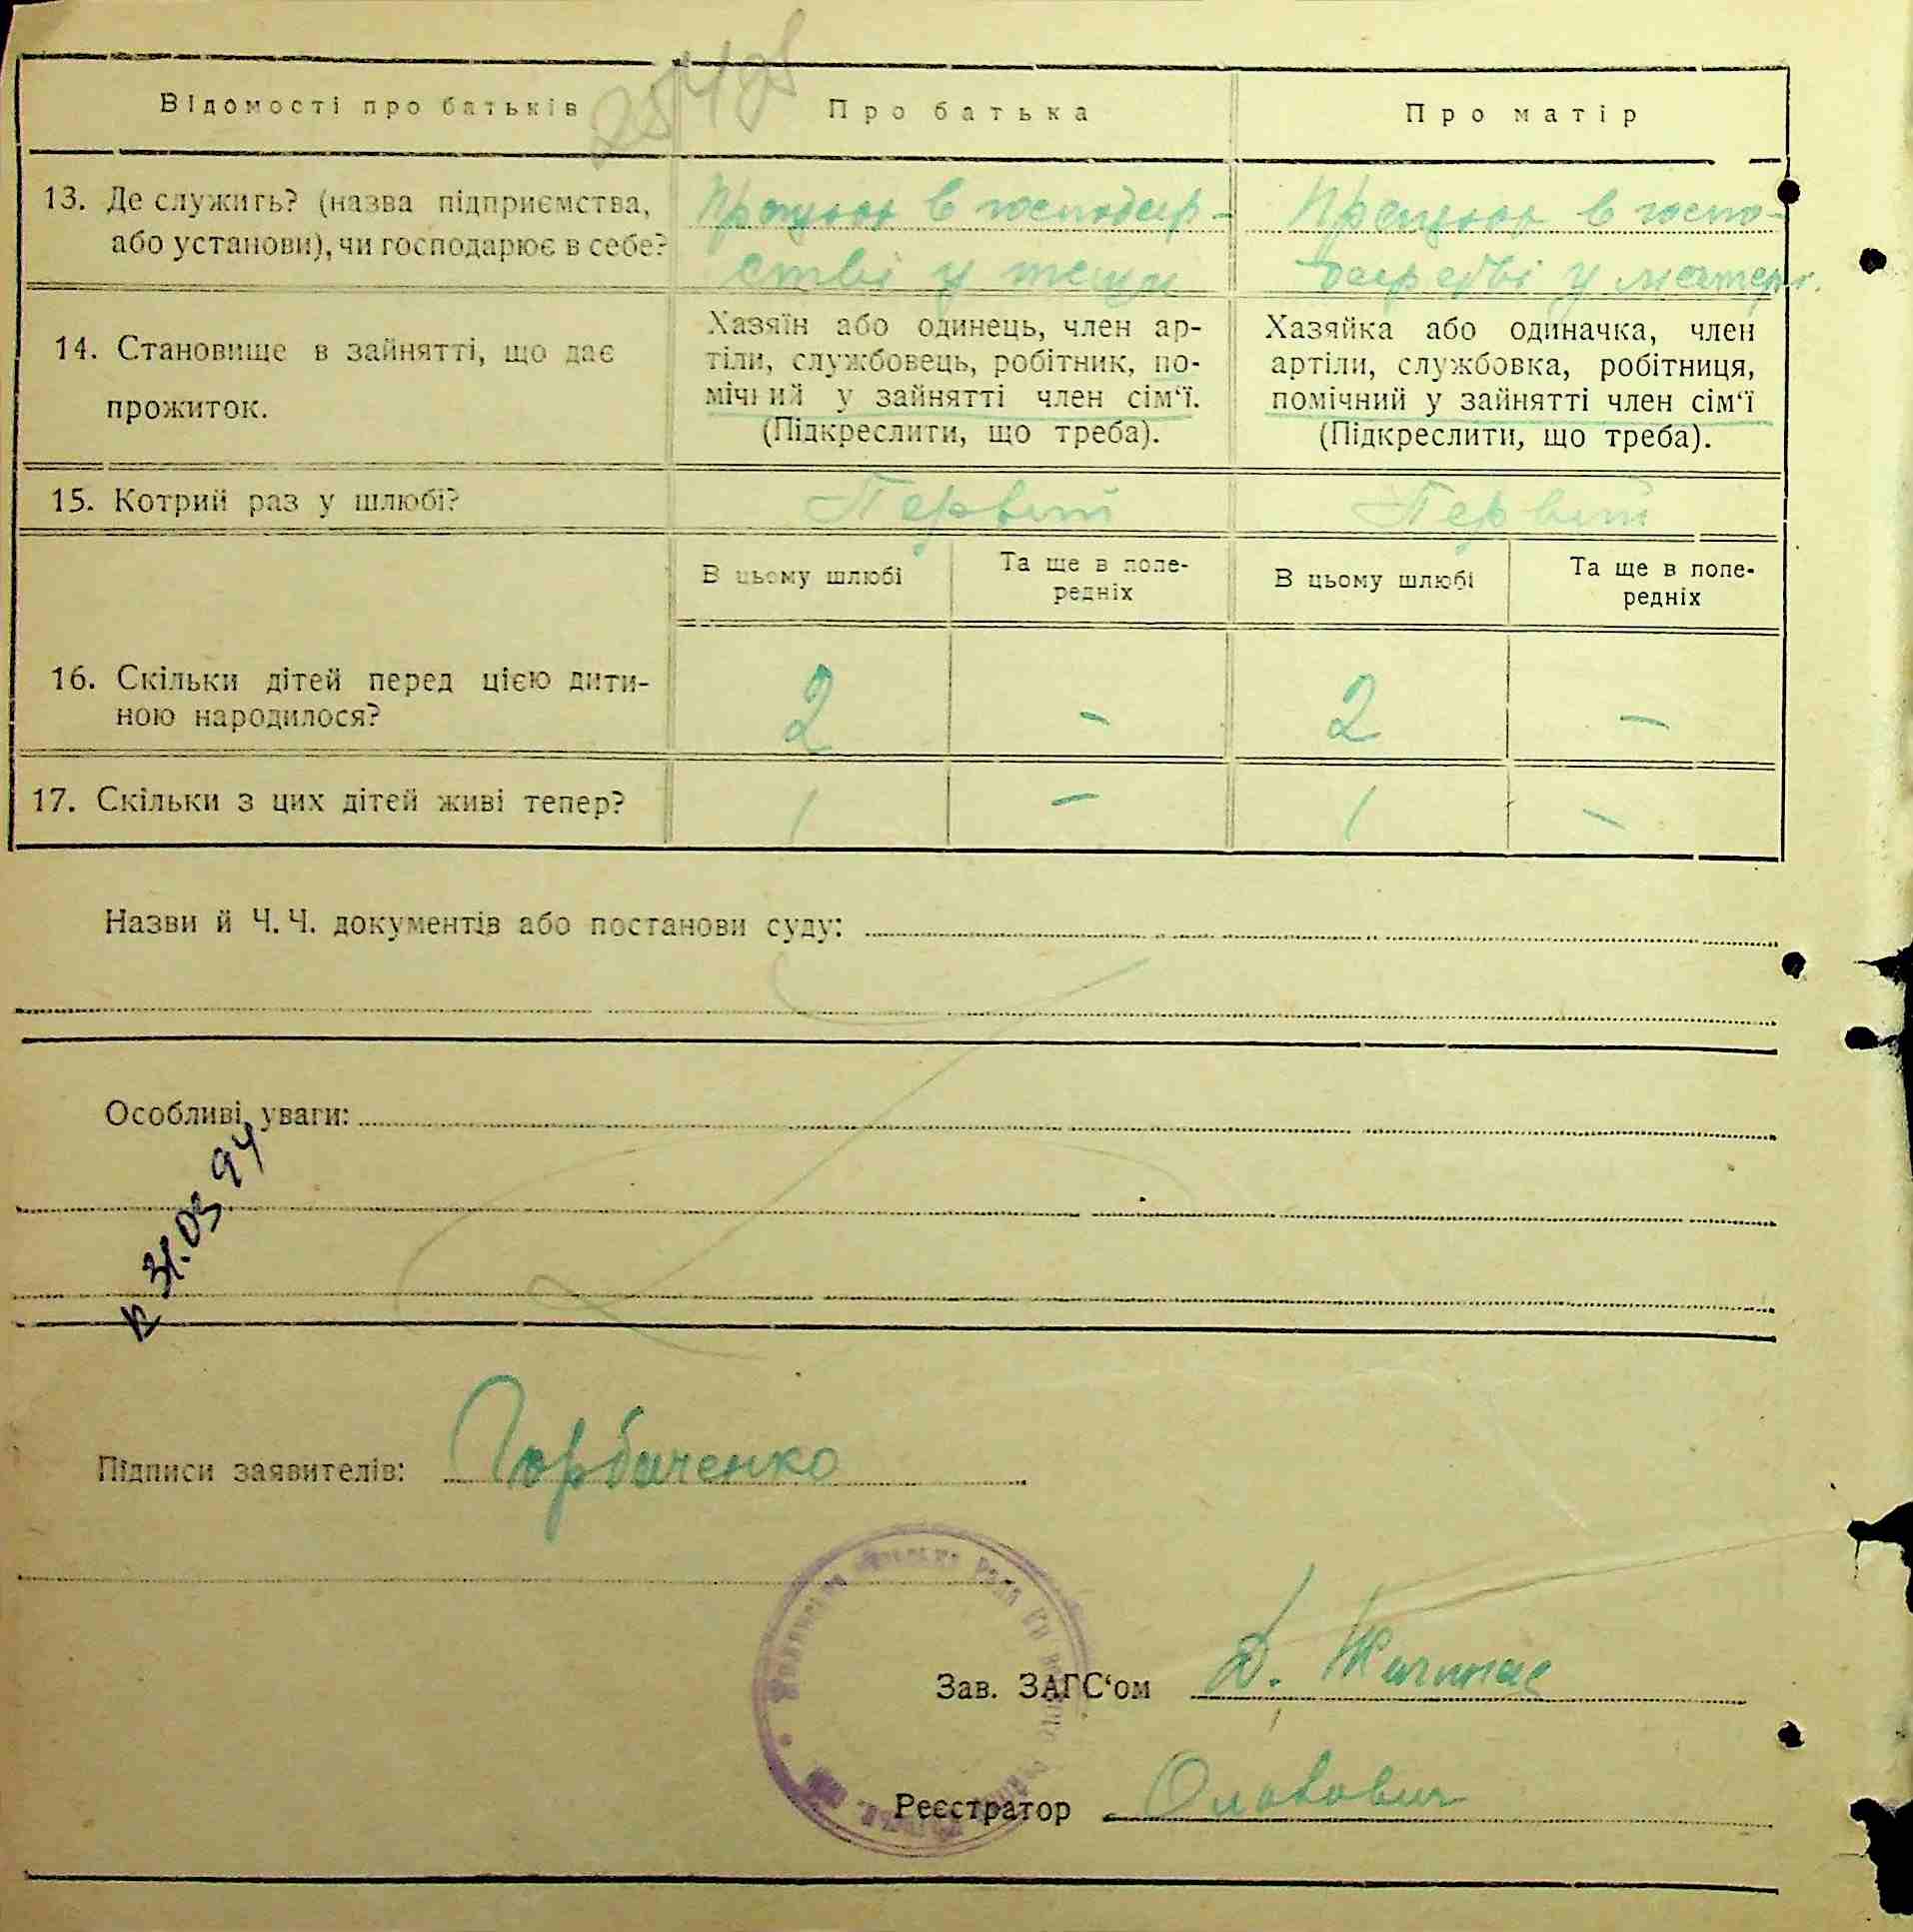 Відомості про батьків
Про батька
Про матір
13. Де служить? (назва підприємства,
або установи), чи господарює в себе?
Працює в господар-
стві у тещи
Працює в госпо-
дарстві у матері.
14. Становище в зайнятті, що дає
прожиток.
Хазяїн або одинець, член ар-
тіли, службовець, робітник, по-
мічний у зайнятті член сім‘ї.
(Підкреслити, що треба).
Хазяйка або одиначка, член
артіли, службовка, робітниця,
помічний у зайнятті член сім‘ї
(Підкреслити, що треба).
15. Котрий раз у шлюбі?
Первий
Первий
В цьому шлюбі
Та ще в попе-
редніх
В цьому шлюбі
Та ще в попе-
редніх
16. Скільки дітей перед цією дити-
ною народилося?
2 - 2 -
17. Скільки з цих дітей живі тепер?
1 - 1 -
Назви й Ч. Ч. документів або постанови суду:
Особливі уваги:
31.03 94
Підписи заявителів: Горбаченко
Зав. ЗАГС‘ом Д.
Реєстратор